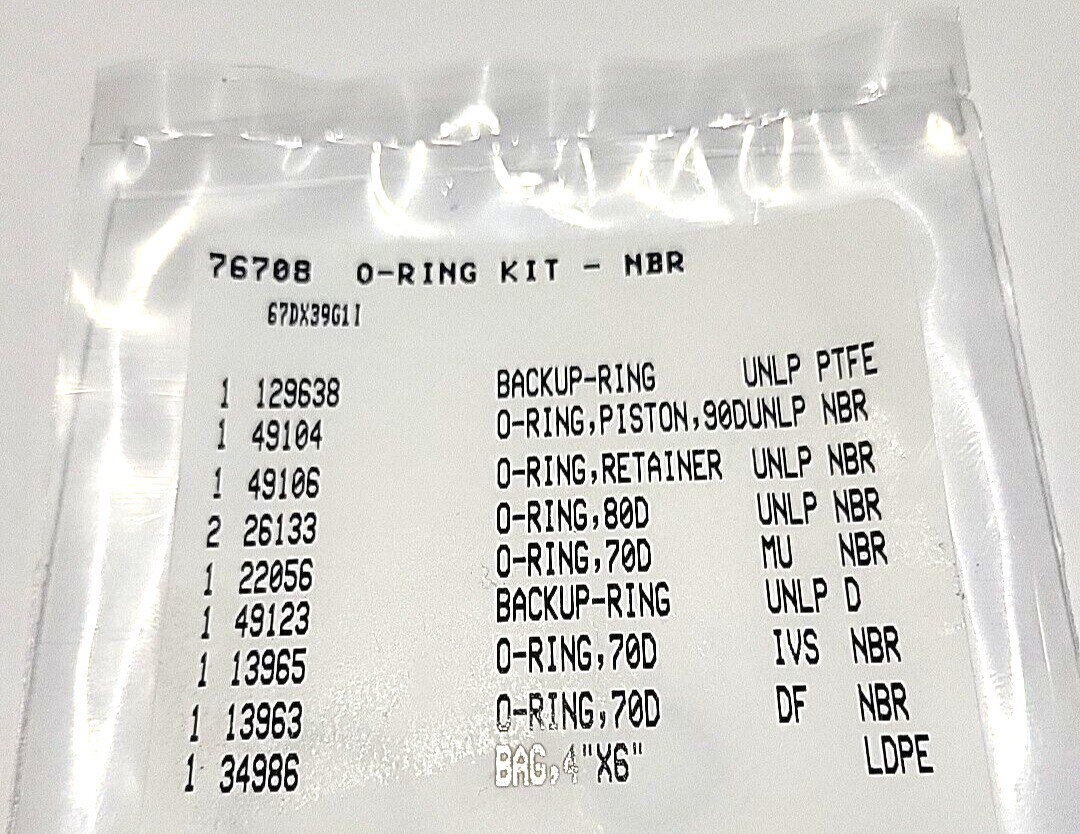 76708 O-RING KIT - NBR
67DX39G1I
1 129638 BACKUP-RING UNLP PTFE
1 49104 O-RING,PISTON,90DUNLP NBR
1 49106 O-RING,RETAINER UNLP NBR
2 26133 O-RING,80D UNLP NBR
1 22056 O-RING,70D MU NBR
1 49123 BACKUP-RING UNLP D
1 13965 O-RING,70D IVS NBR
1 13963 O-RING,70D DF NBR
1 34986 BAG,4"X6" LDPE